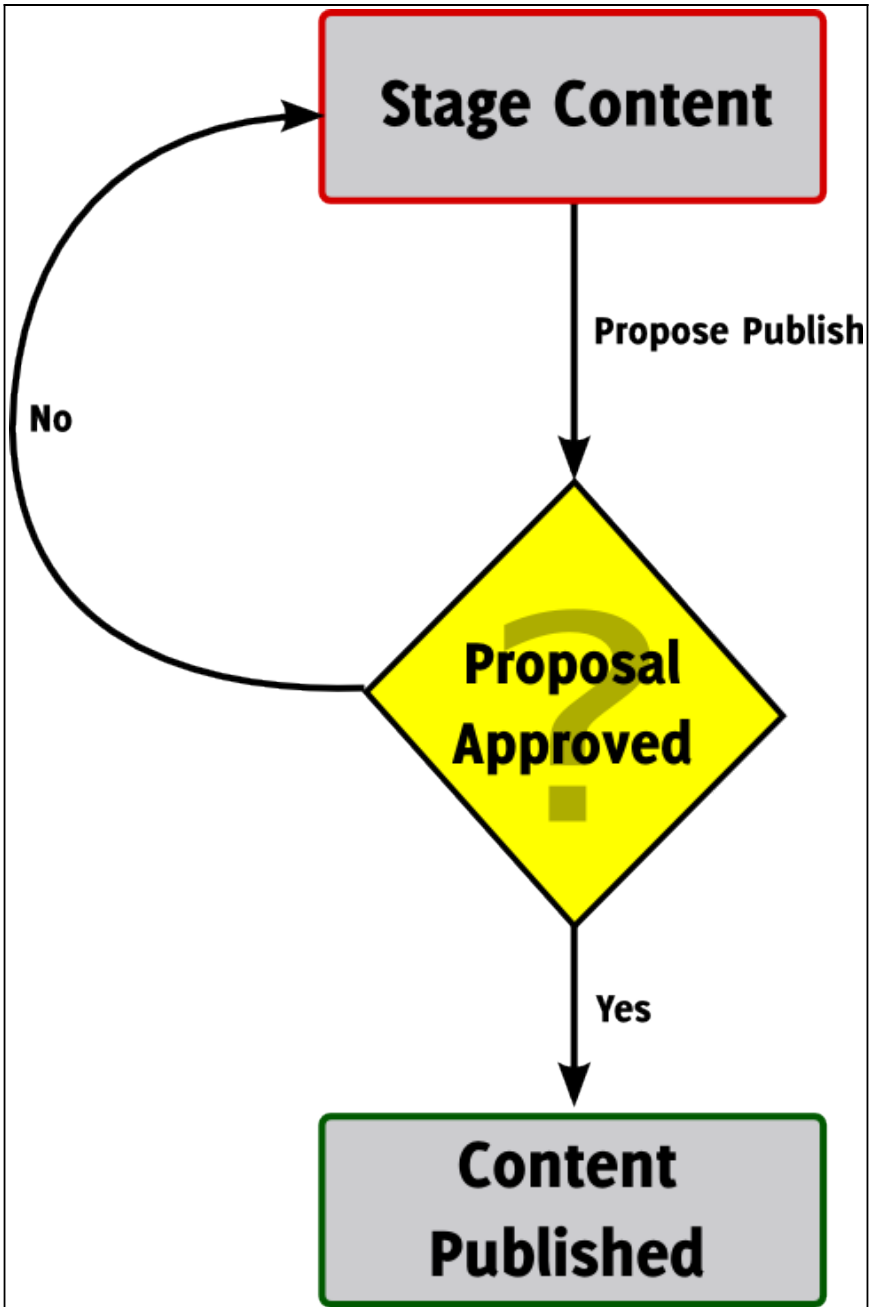 Stage Content
Propose Publish
No
?
Proposal
Approved
Yes
Content
Published